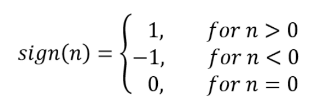 1, for n > 0
sign(n) = { -1, for n < 0
0, for n = 0